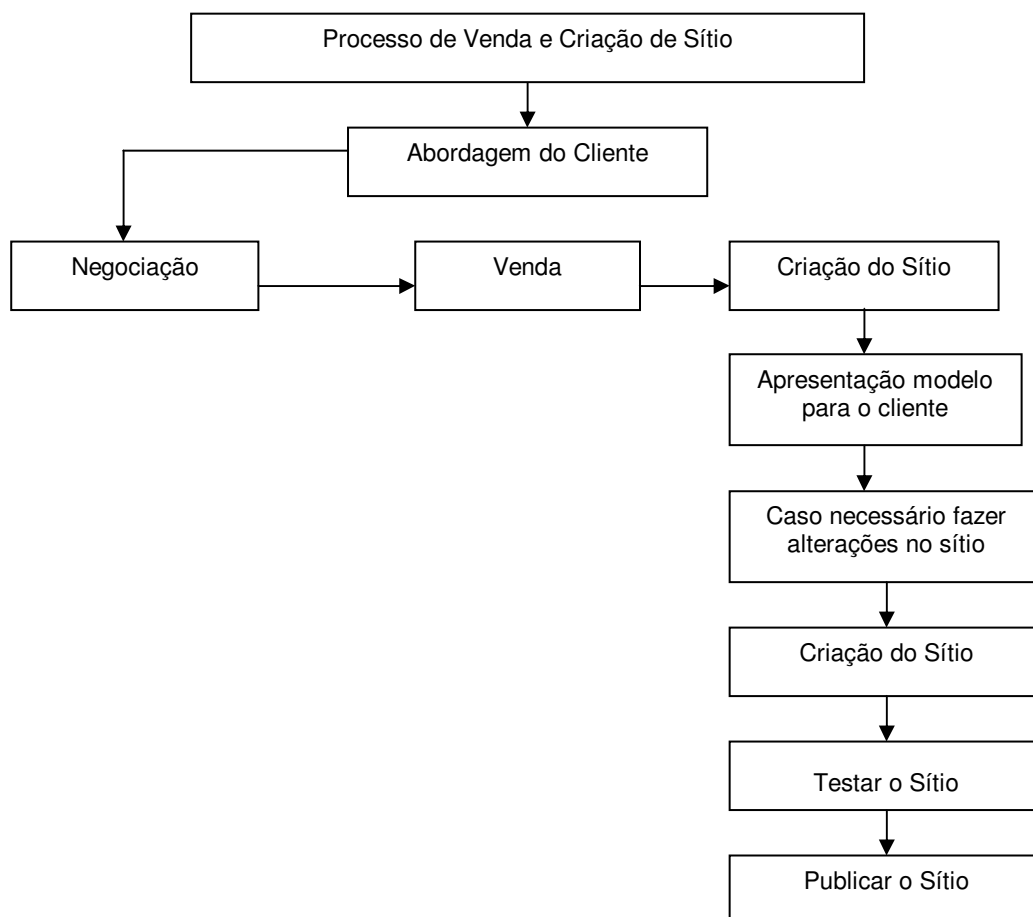 Processo de Venda e Criação de Sítio
Abordagem do Cliente
Negociação
Venda
Criação do Sítio
Apresentação modelo
para o cliente
Caso necessário fazer
alterações no sítio
Criação do Sítio
Testar o Sítio
Publicar o Sítio